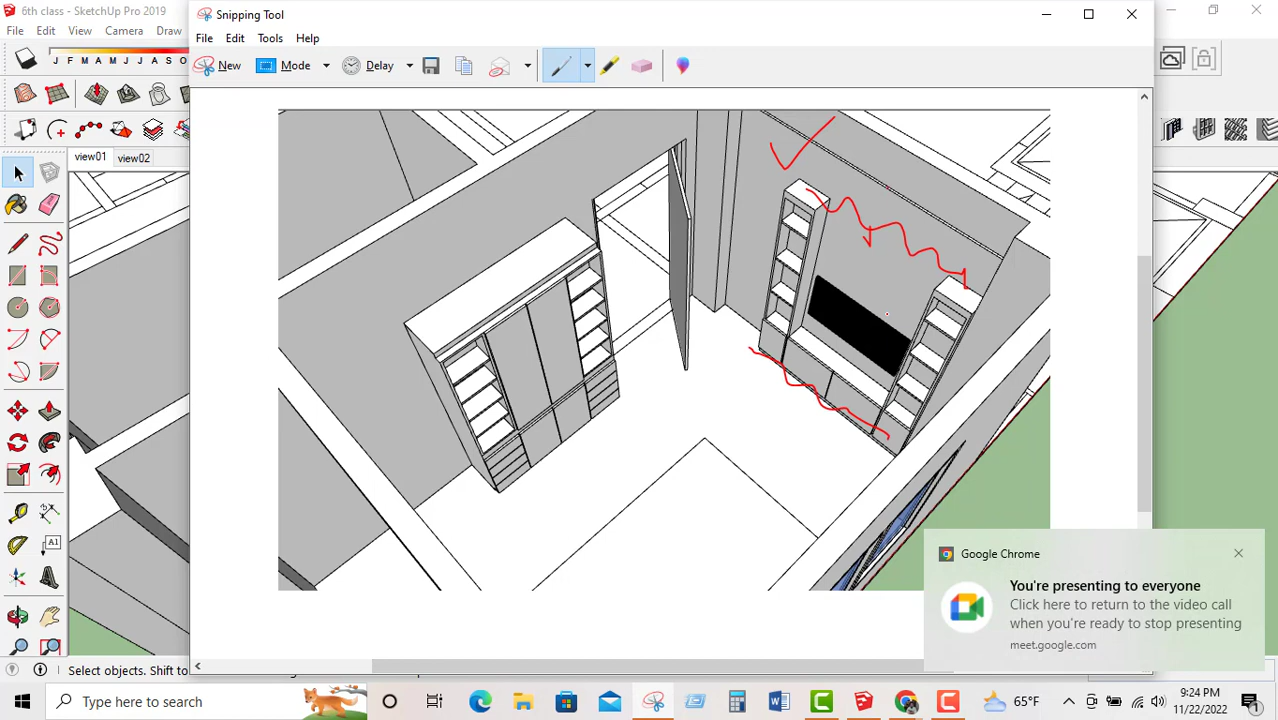 6th class - SketchUp Pro 2019
File Edit View Camera Draw
J F M A M J J A S O N D
view01 view02
Snipping Tool
File Edit Tools Help
New Mode Delay
A1
Google Chrome
You're presenting to everyone
Click here to return to the video call
when you're ready to stop presenting
meet.google.com
Select objects. Shift to
Type here to search
65°F
9:24 PM
11/22/2022